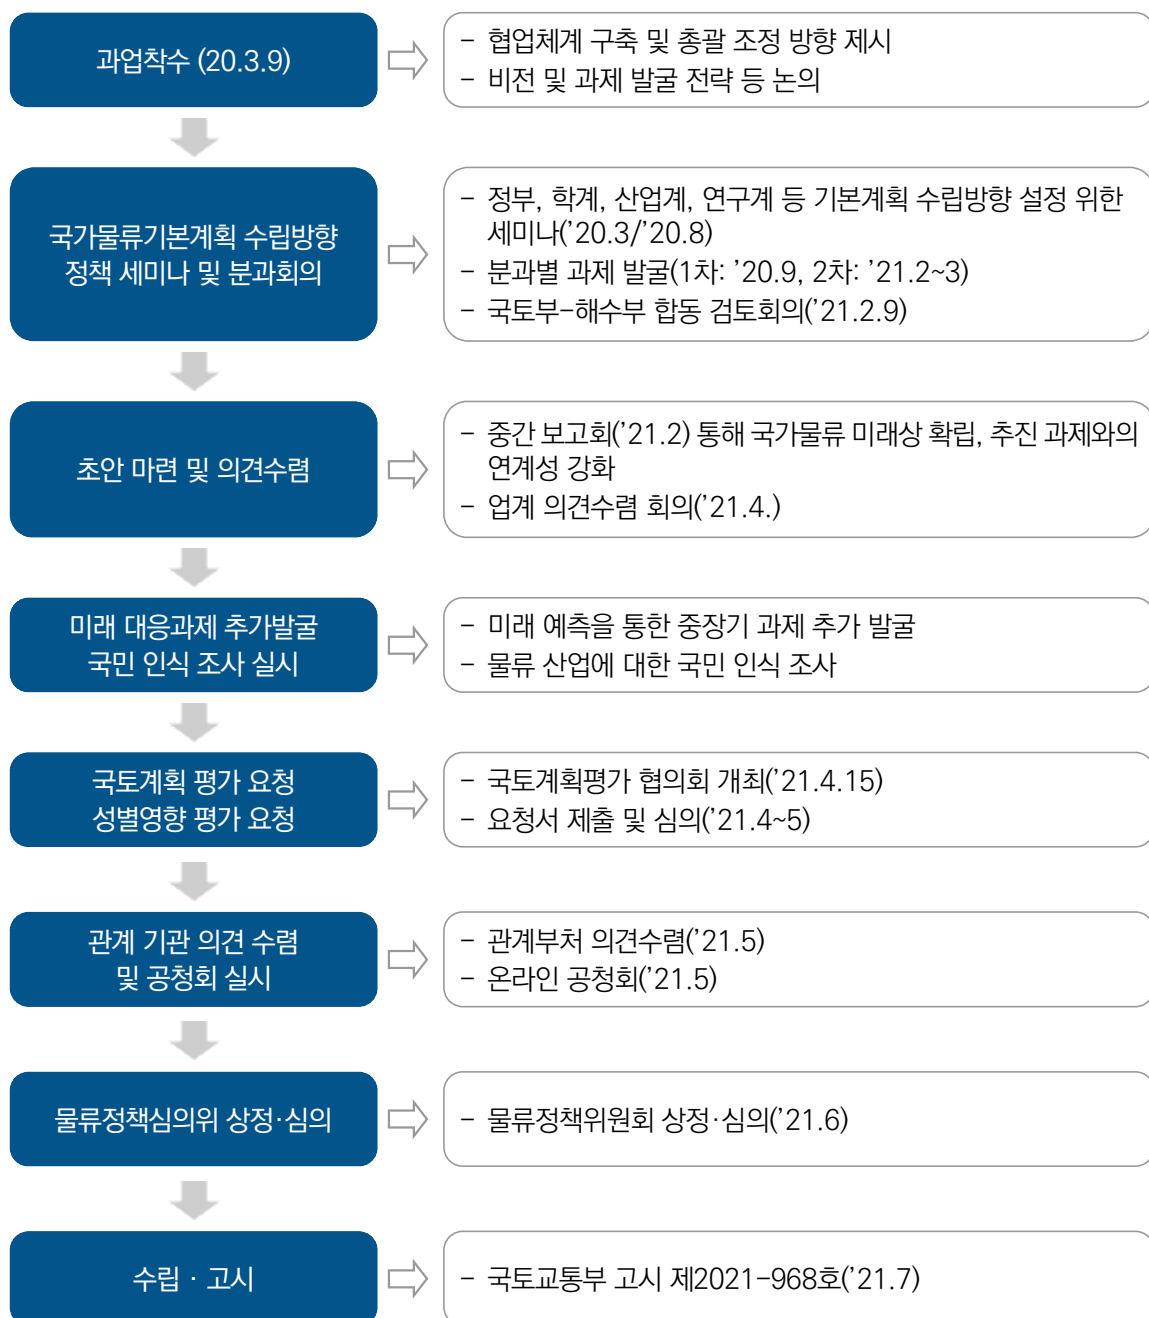 과업착수 (20.3.9)
- 협업체계 구축 및 총괄 조정 방향 제시
- 비전 및 과제 발굴 전략 등 논의
국가물류기본계획 수립방향
정책 세미나 및 분과회의
- 정부, 학계, 산업계, 연구계 등 기본계획 수립방향 설정 위한
세미나(’20.3/’20.8)
- 분과별 과제 발굴(1차: ’20.9, 2차: ’21.2~3)
- 국토부-해수부 합동 검토회의(’21.2.9)
초안 마련 및 의견수렴
- 중간 보고회(’21.2) 통해 국가물류 미래상 확립, 추진 과제와의
연계성 강화
- 업계 의견수렴 회의(’21.4.)
미래 대응과제 추가발굴
국민 인식 조사 실시
- 미래 예측을 통한 중장기 과제 추가 발굴
- 물류 산업에 대한 국민 인식 조사
국토계획 평가 요청
성별영향 평가 요청
- 국토계획평가 협의회 개최(’21.4.15)
- 요청서 제출 및 심의(’21.4~5)
관계 기관 의견 수렴
및 공청회 실시
- 관계부처 의견수렴(’21.5)
- 온라인 공청회(’21.5)
물류정책심의위 상정·심의
- 물류정책위원회 상정·심의(’21.6)
수립 · 고시
- 국토교통부 고시 제2021-968호(’21.7)